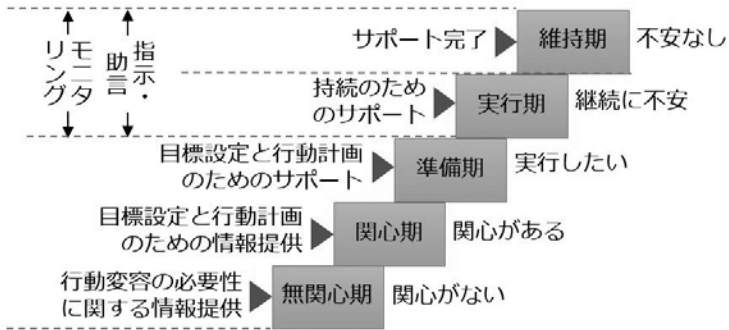 モニタ
リング
指示・
助言
サポート完了
維持期
不安なし
持続のため
のサポート
実行期
継続に不安
目標設定と行動計画
のためのサポート
準備期
実行したい
目標設定と行動計画
のための情報提供
関心期
関心がある
行動変容の必要性
に関する情報提供
無関心期
関心がない